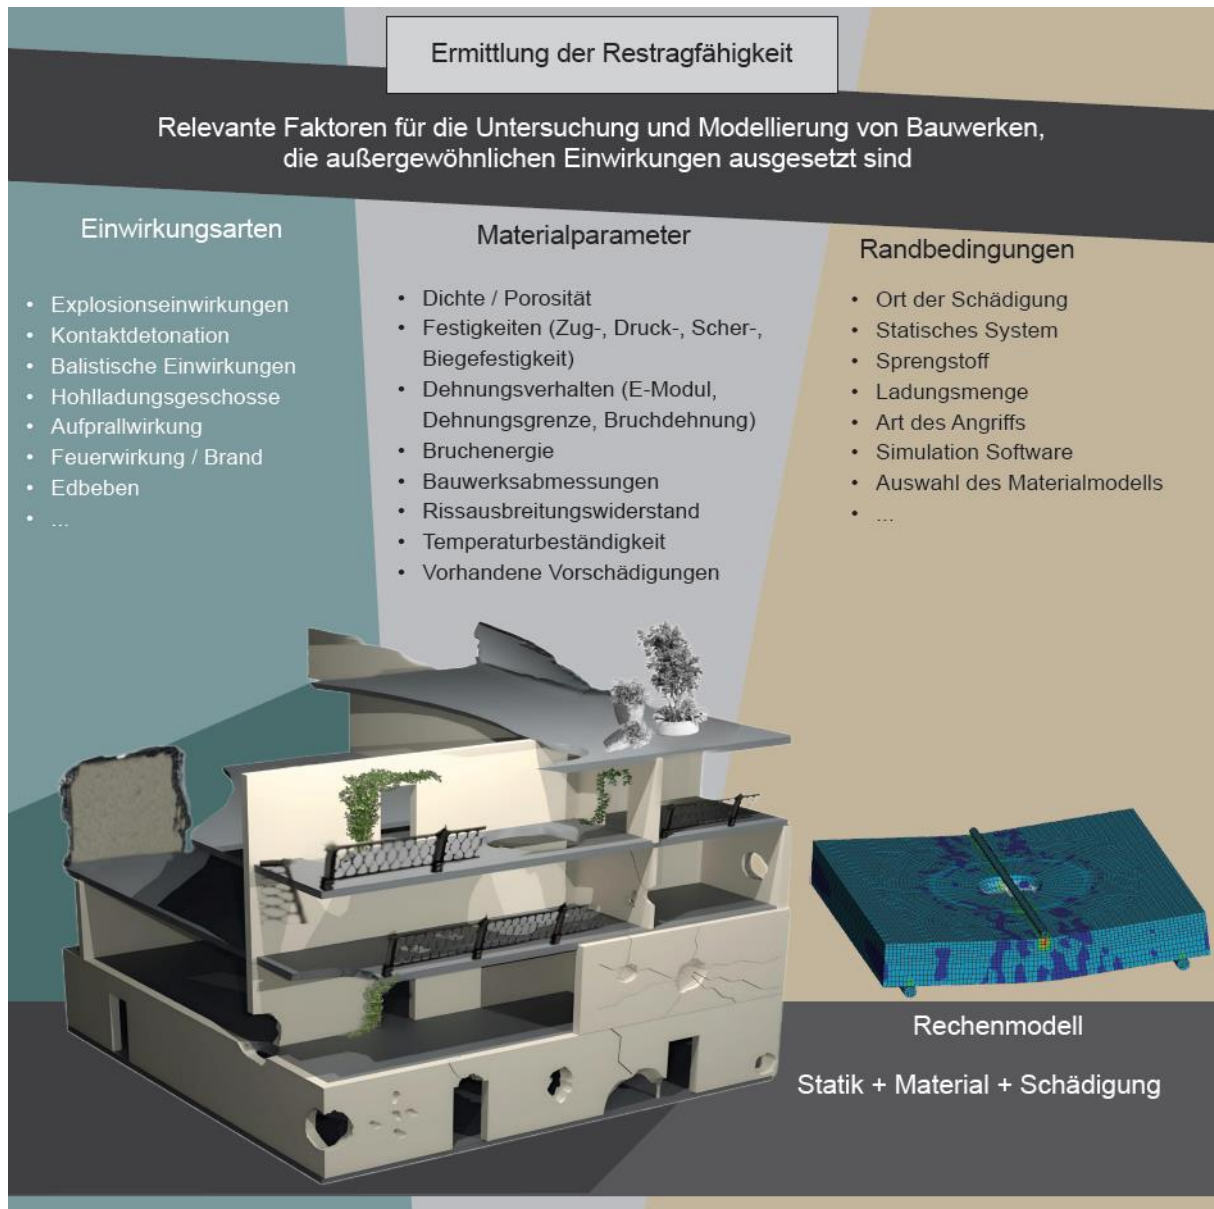 Ermittlung der Restragfähigkeit
Relevante Faktoren für die Untersuchung und Modellierung von Bauwerken,
die außergewöhnlichen Einwirkungen ausgesetzt sind
Einwirkungsarten
• Explosionseinwirkungen
• Kontaktdetonation
• Balistische Einwirkungen
• Hohlladungsgeschosse
• Aufprallwirkung
• Feuerwirkung / Brand
• Edbeben
• ...
Materialparameter
• Dichte / Porosität
• Festigkeiten (Zug-, Druck-, Scher-,
Biegefestigkeit)
• Dehnungsverhalten (E-Modul,
Dehnungsgrenze, Bruchdehnung)
• Bruchenergie
• Bauwerksabmessungen
• Rissausbreitungswiderstand
• Temperaturbeständigkeit
• Vorhandene Vorschädigungen
Randbedingungen
• Ort der Schädigung
• Statisches System
• Sprengstoff
• Ladungsmenge
• Art des Angriffs
• Simulation Software
• Auswahl des Materialmodells
• ...
Rechenmodell
Statik + Material + Schädigung